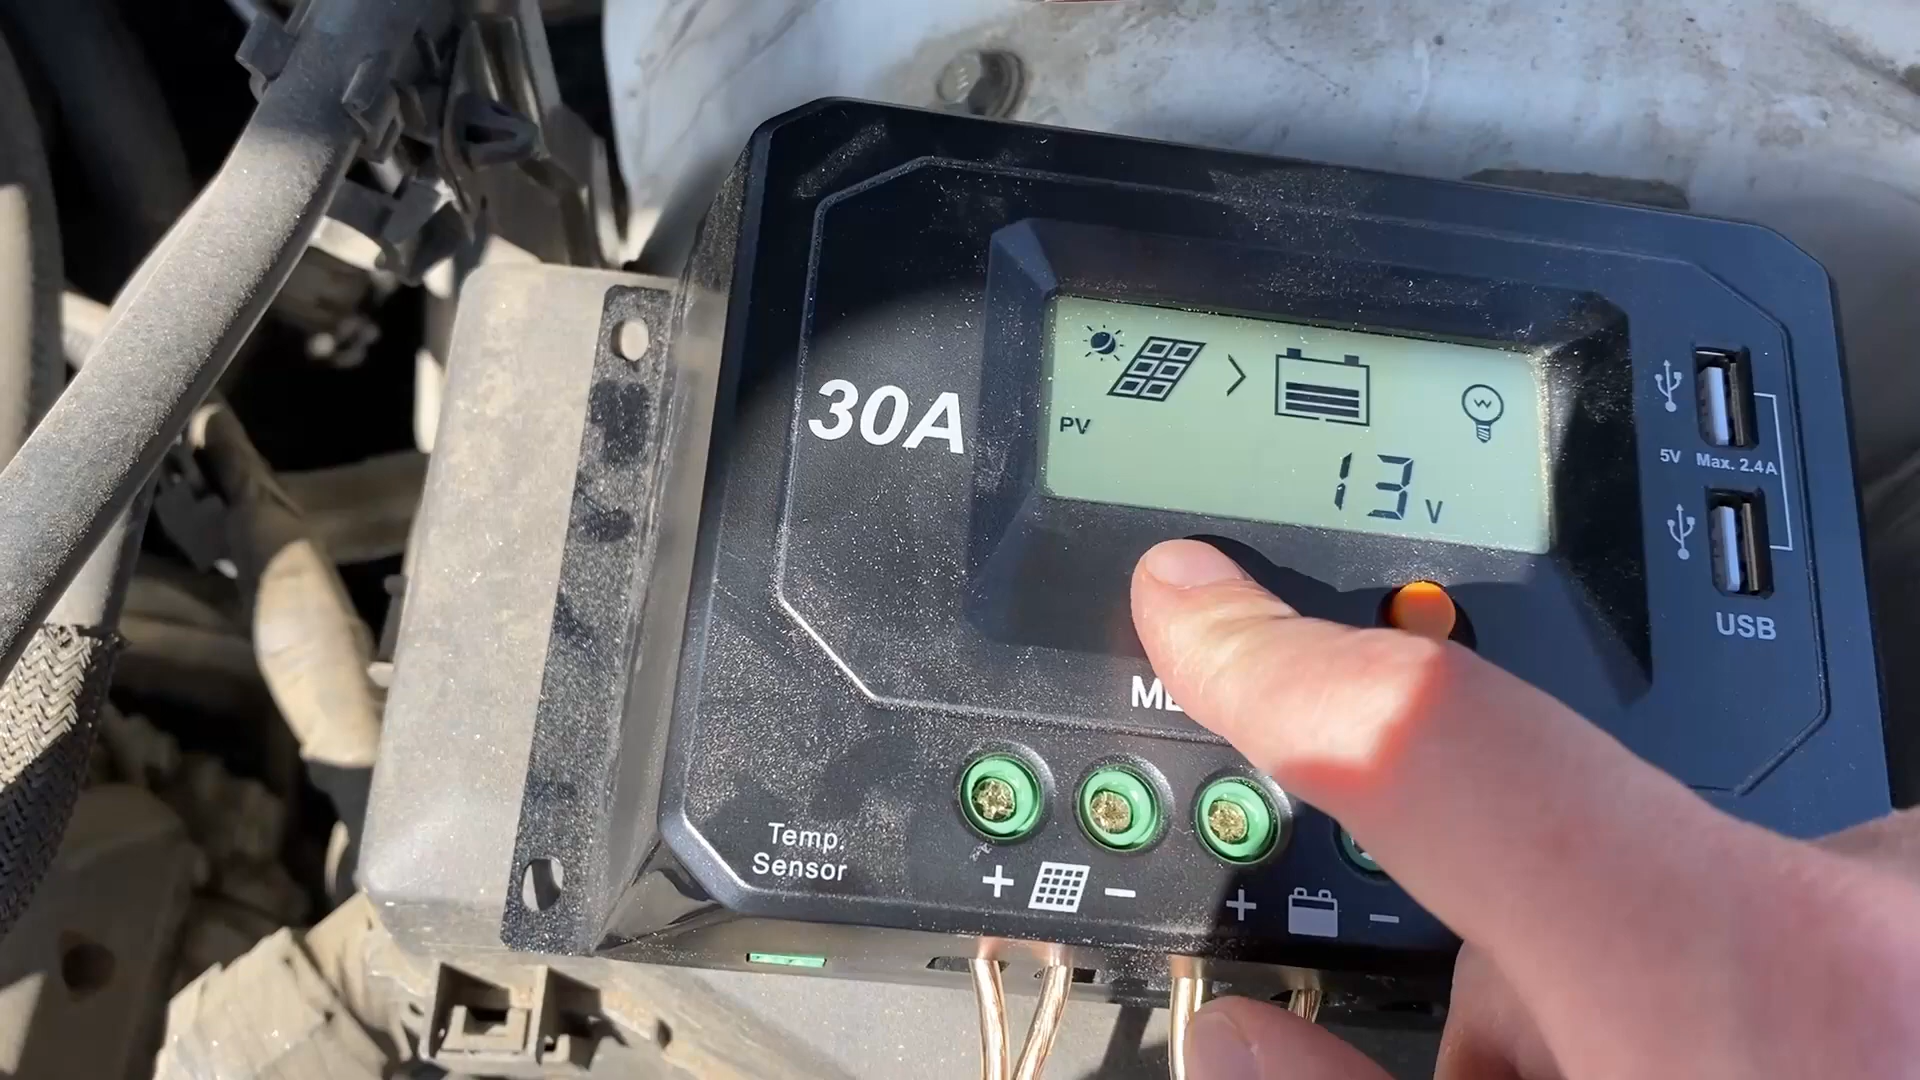 30A
PV
13 V
5V Max. 2.4A
USB
Temp.
Sensor
+ −
+ −